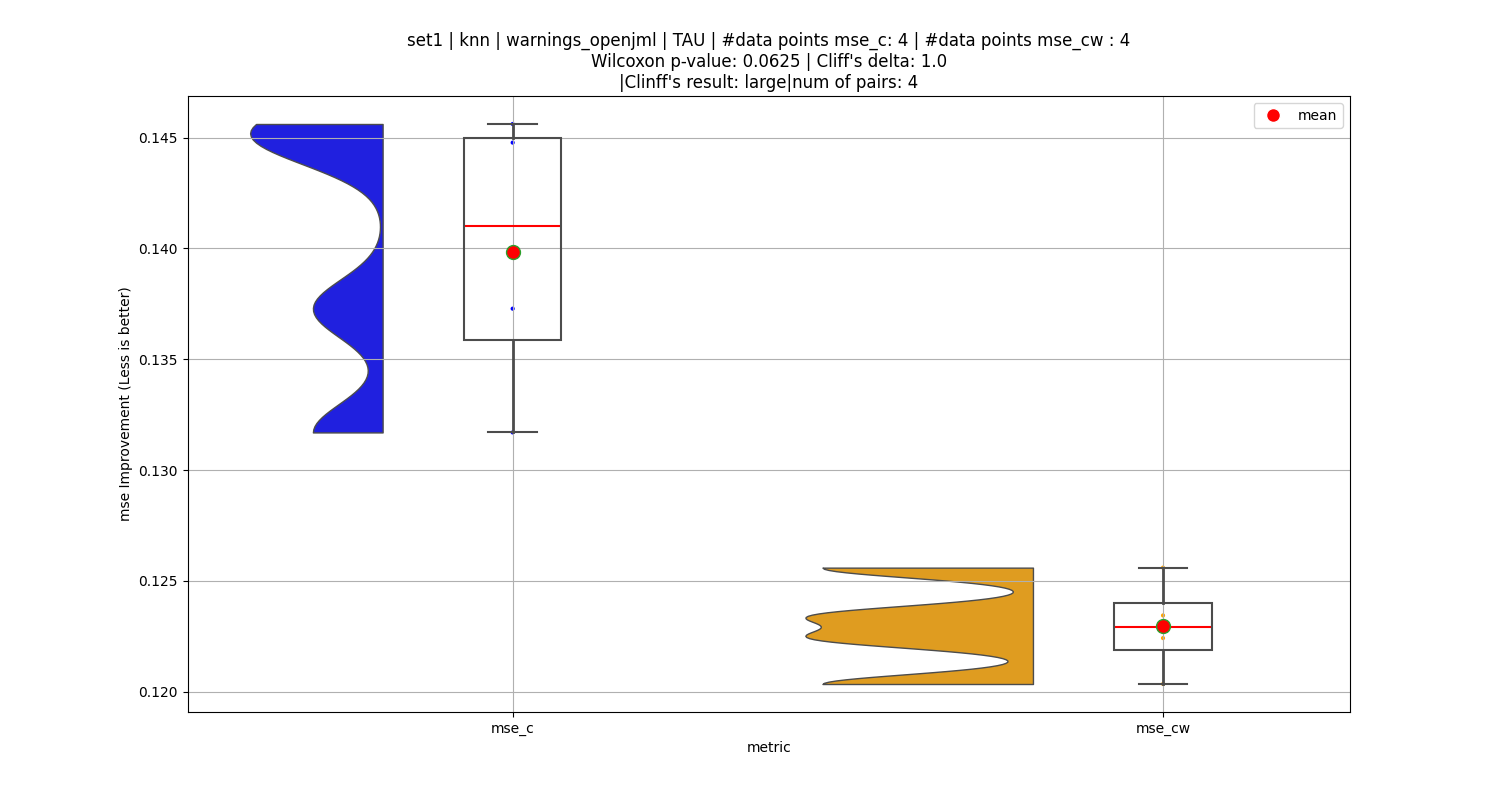 set1 | knn | warnings_openjml | TAU | #data points mse_c: 4 | #data points mse_cw : 4
Wilcoxon p-value: 0.0625 | Cliff's delta: 1.0
|Clinff's result: large|num of pairs: 4
mean
0.145
0.140
0.135
0.130
0.125
0.120
mse Improvement (Less is better)
mse_c
mse_cw
metric